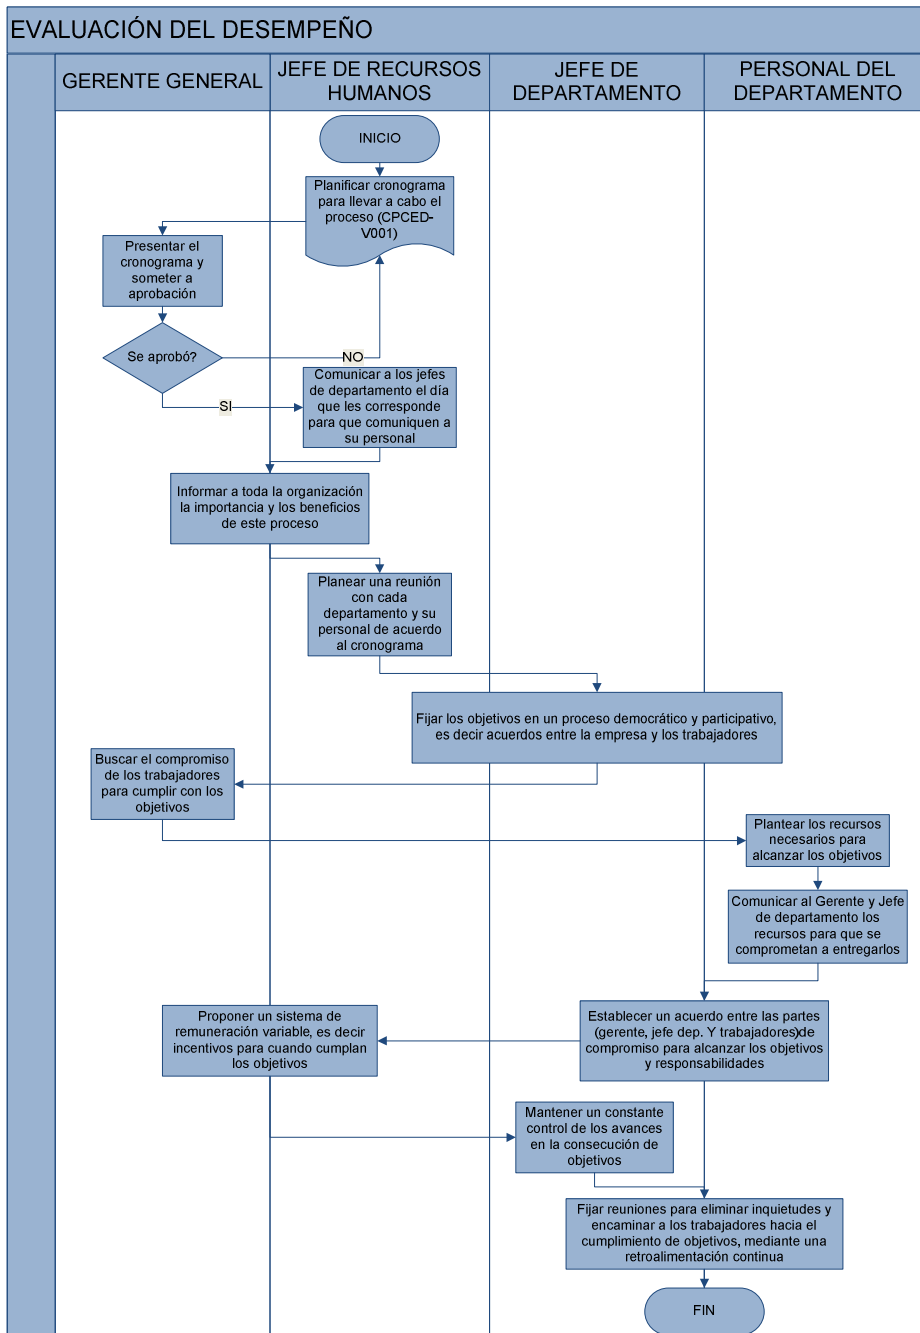 EVALUACIÓN DEL DESEMPEÑO
GERENTE GENERAL
JEFE DE RECURSOS
HUMANOS
JEFE DE
DEPARTAMENTO
PERSONAL DEL
DEPARTAMENTO
INICIO
Planificar cronograma
para llevar a cabo el
proceso (CPCED-
V001)
Presentar el
cronograma y
someter a
aprobación
Se aprobó?
NO
SI
Comunicar a los jefes
de departamento el día
que les corresponde
para que comuniquen a
su personal
Informar a toda la organización
la importancia y los beneficios
de este proceso
Planear una reunión
con cada
departamento y su
personal de acuerdo
al cronograma
Fijar los objetivos en un proceso democrático y participativo,
es decir acuerdos entre la empresa y los trabajadores
Buscar el compromiso
de los trabajadores
para cumplir con los
objetivos
Plantear los recursos
necesarios para
alcanzar los objetivos
Comunicar al Gerente y Jefe
de departamento los
recursos para que se
comprometan a entregarlos
Establecer un acuerdo entre las partes
(gerente, jefe dep. Y trabajadores)de
compromiso para alcanzar los objetivos
y responsabilidades
Proponer un sistema de
remuneración variable, es decir
incentivos para cuando cumplan
los objetivos
Mantener un constante
control de los avances
en la consecución de
objetivos
Fijar reuniones para eliminar inquietudes y
encaminar a los trabajadores hacia el
cumplimiento de objetivos, mediante una
retroalimentación continua
FIN